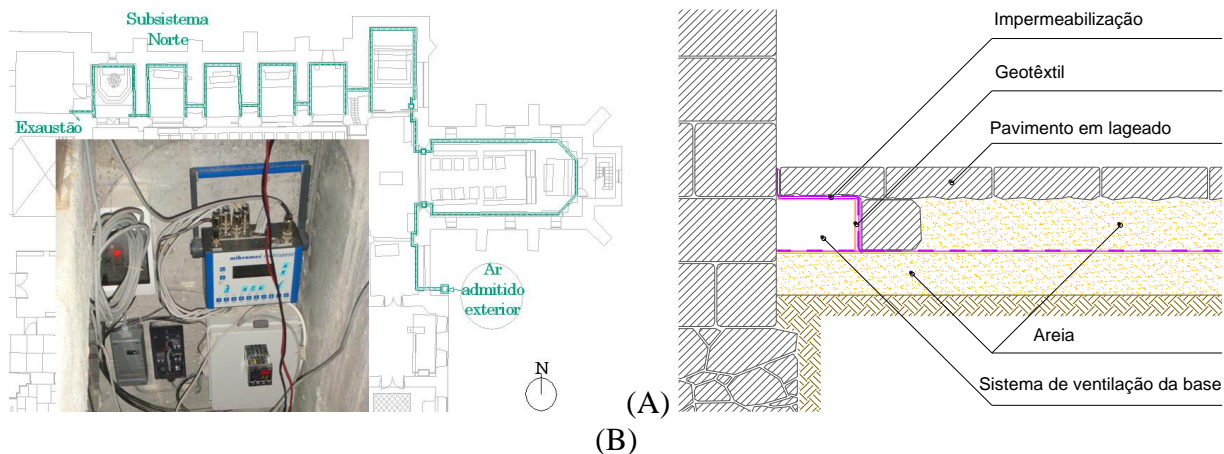 Subsistema
Norte
Exaustão
Ar
admitido
exterior
N
(A)
Impermeabilização
Geotêxtil
Pavimento em lageado
Areia
Sistema de ventilação da base
(B)